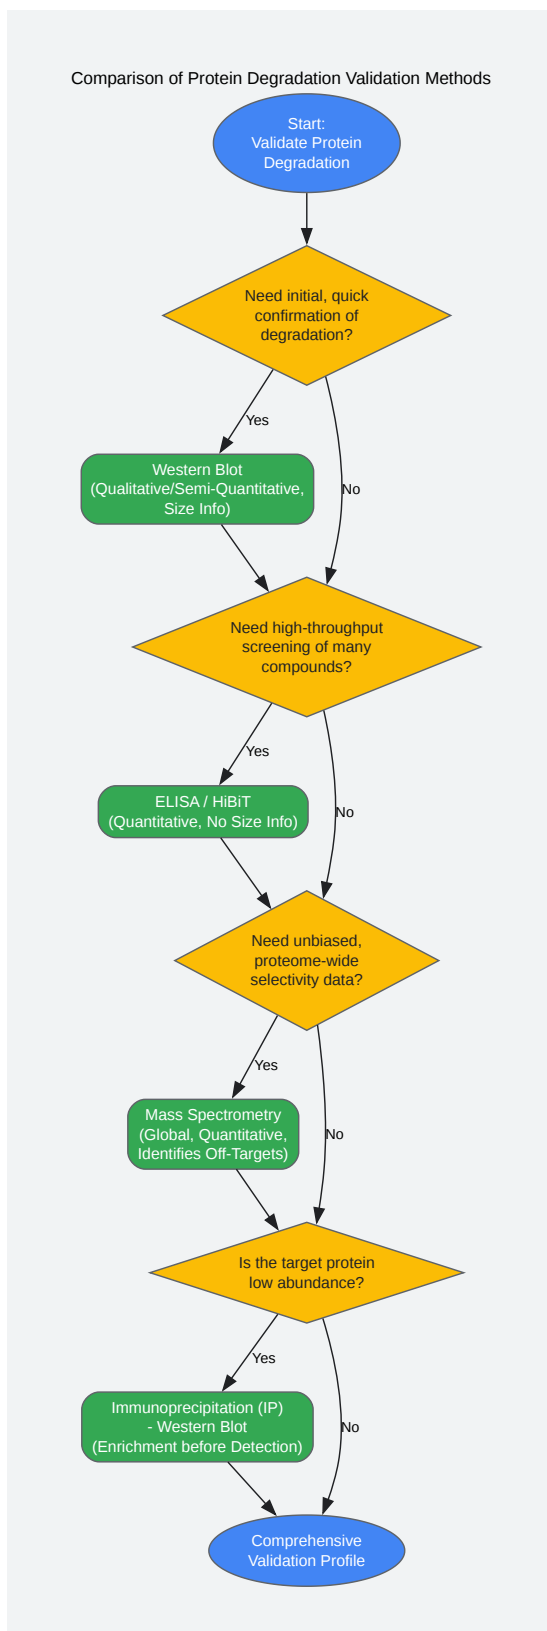 Comparison of Protein Degradation Validation Methods
Start:
Validate Protein
Degradation
Need initial, quick
confirmation of
degradation?
Yes
Western Blot
(Qualitative/Semi-Quantitative,
Size Info)
No
Need high-throughput
screening of many
compounds?
Yes
ELISA / HiBiT
(Quantitative, No Size Info)
No
Need unbiased,
proteome-wide
selectivity data?
Yes
Mass Spectrometry
(Global, Quantitative,
Identifies Off-Targets)
No
Is the target protein
low abundance?
Yes
Immunoprecipitation (IP)
- Western Blot
(Enrichment before Detection)
No
Comprehensive
Validation Profile